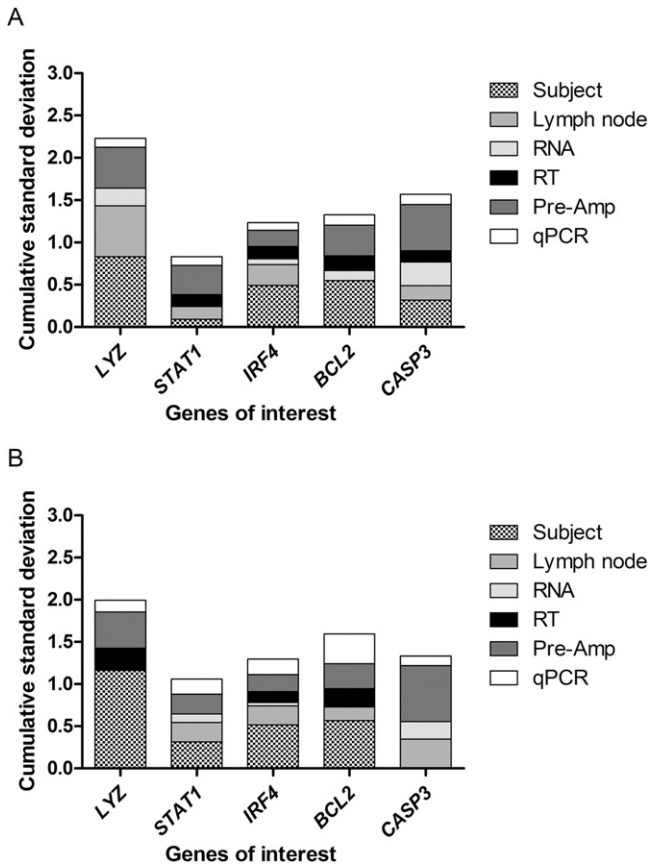 A
Cumulative standard deviation
3.0
2.5
2.0
1.5
1.0
0.5
0.0
LYZ
STAT1
IRF4
BCL2
CASP3
Genes of interest
Subject
Lymph node
RNA
RT
Pre-Amp
qPCR
B
Cumulative standard deviation
3.0
2.5
2.0
1.5
1.0
0.5
0.0
LYZ
STAT1
IRF4
BCL2
CASP3
Genes of interest
Subject
Lymph node
RNA
RT
Pre-Amp
qPCR